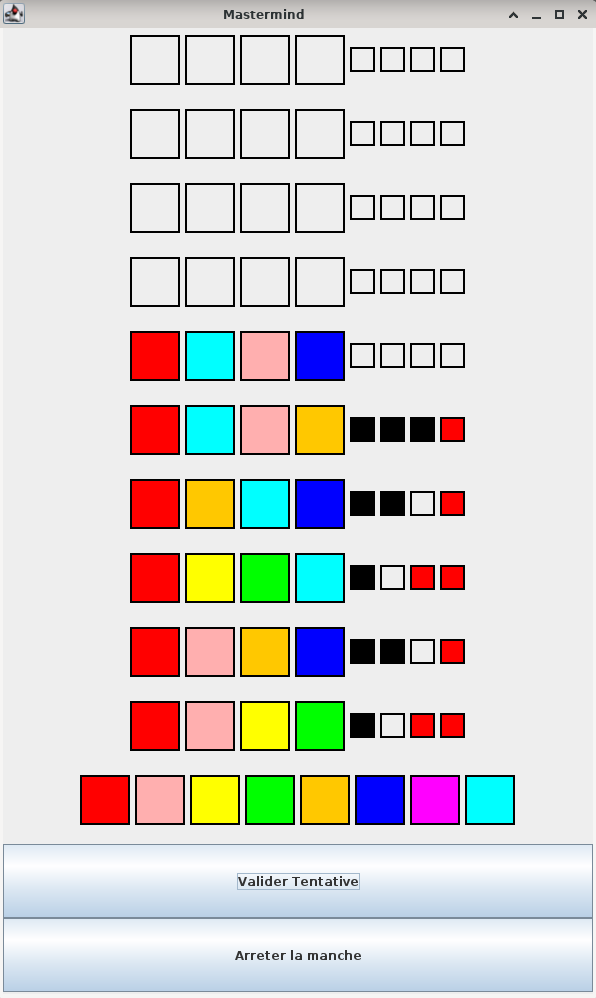 Mastermind
Valider Tentative
Arreter la manche